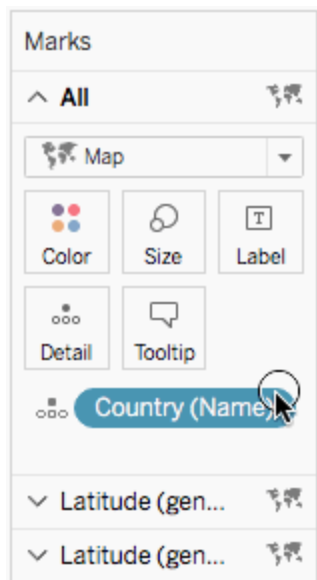 Marks
All
Map
Color Size Label
T
Detail Tooltip
Country (Name)
Latitude (gen...
Latitude (gen...